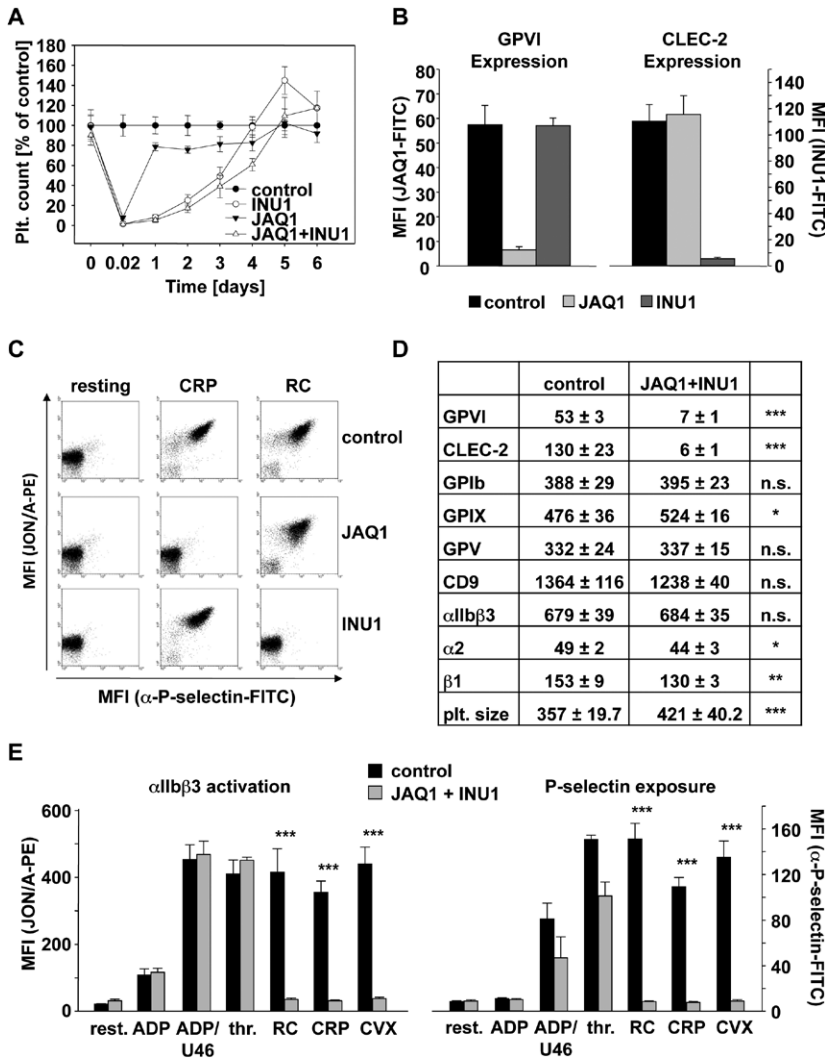 A
Plt. count [% of control]
180
160
140
120
100
80
60
40
20
0
control
INU1
JAQ1
JAQ1+INU1
0 0.02 1 2 3 4 5 6
Time [days]
B
GPVI
Expression
CLEC-2
Expression
MFI (JAQ1-FITC)
80
70
60
50
40
30
20
10
0
140
120
100
80
60
40
20
0
MFI (INU1-FITC)
control JAQ1 INU1
C
resting CRP RC
control
JAQ1
INU1
MFI (JON/A-PE)
MFI (α-P-selectin-FITC)
D
control JAQ1+INU1
GPVI 53 ± 3 7 ± 1 ***
CLEC-2 130 ± 23 6 ± 1 ***
GPIb 388 ± 29 395 ± 23 n.s.
GPIX 476 ± 36 524 ± 16 *
GPV 332 ± 24 337 ± 15 n.s.
CD9 1364 ± 116 1238 ± 40 n.s.
αIIbβ3 679 ± 39 684 ± 35 n.s.
α2 49 ± 2 44 ± 3 *
β1 153 ± 9 130 ± 3 **
plt. size 357 ± 19.7 421 ± 40.2 ***
E
αIIbβ3 activation
control
JAQ1 + INU1
P-selectin exposure
MFI (JON/A-PE)
600
400
200
0
*** *** ***
rest. ADP ADP/U46 thr. RC CRP CVX
*** *** ***
rest. ADP ADP/U46 thr. RC CRP CVX
160
120
80
40
0
MFI (α-P-selectin-FITC)